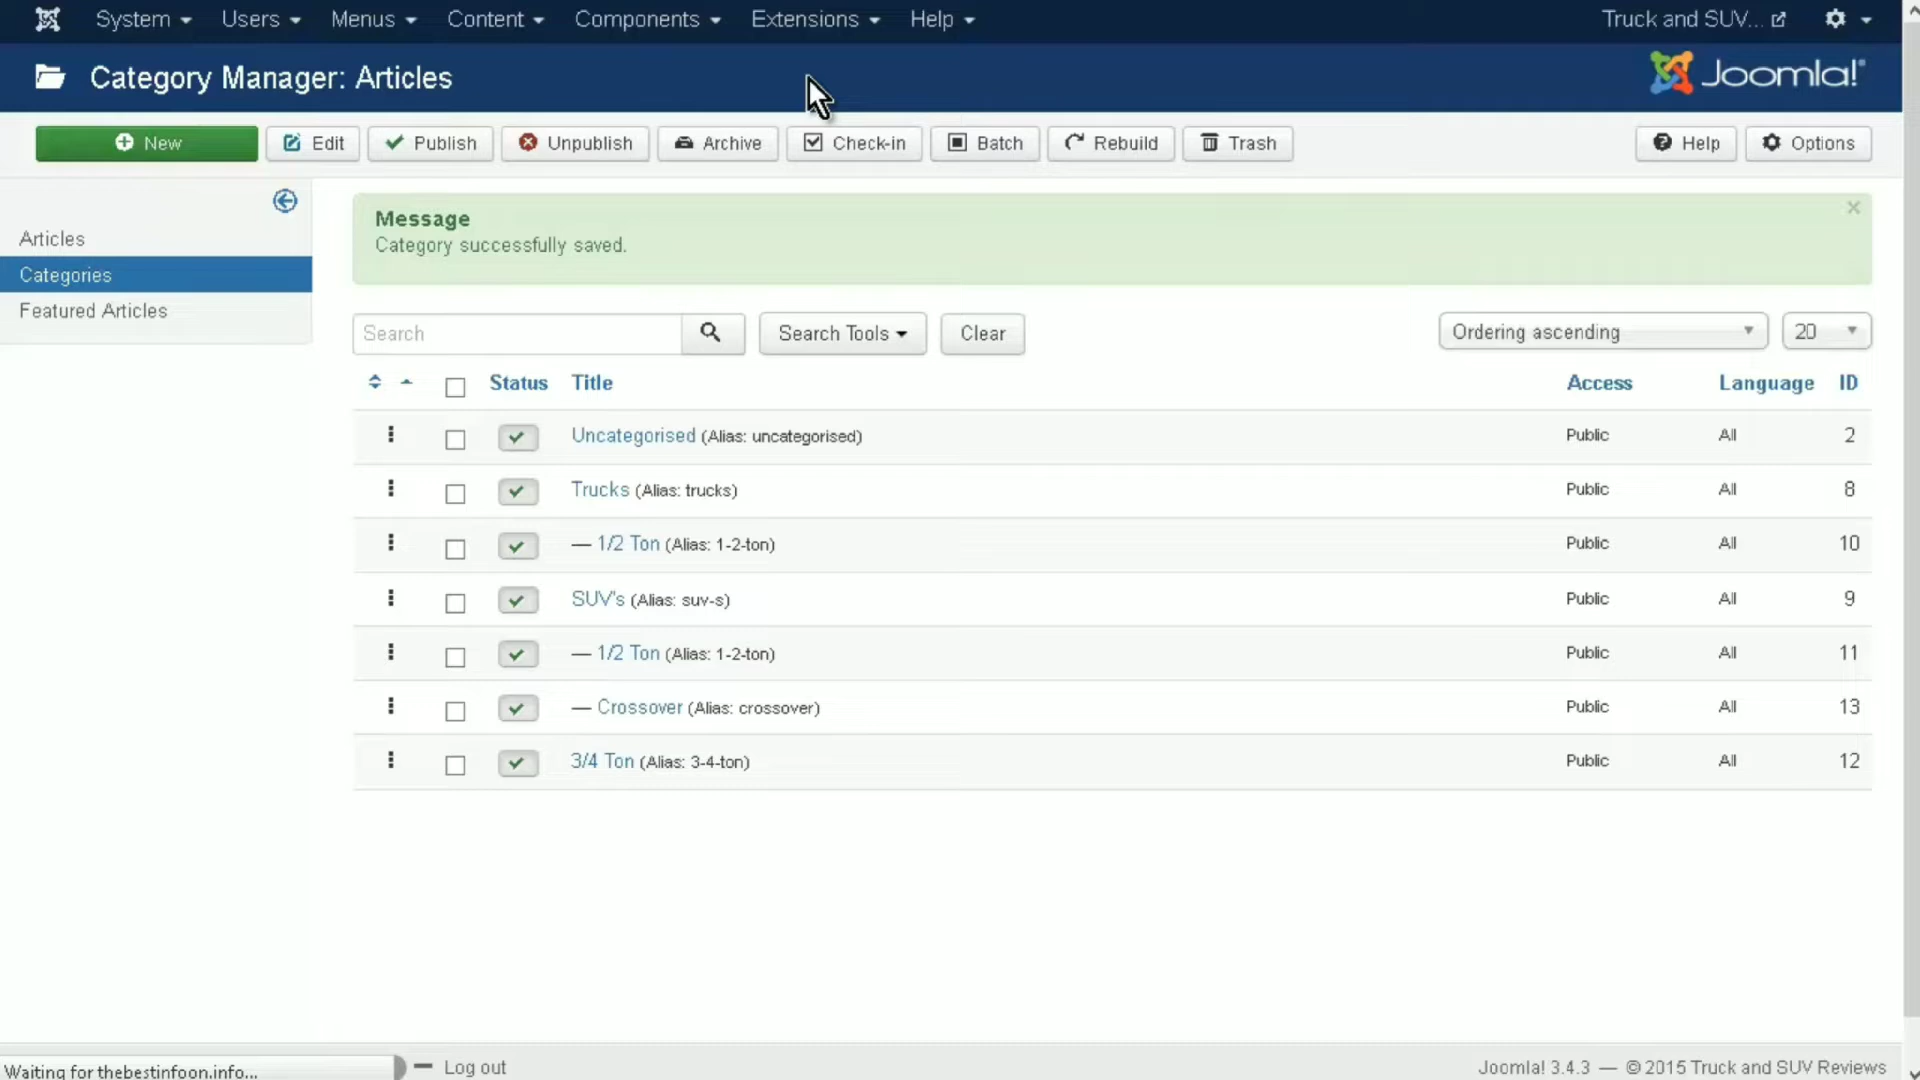 System Users Menus Content Components Extensions Help Truck and SUV...
Category Manager: Articles Joomla!®
New Edit Publish Unpublish Archive Check-in Batch Rebuild Trash Help Options
Message
Category successfully saved.
Articles
Categories
Featured Articles
Search Search Tools Clear Ordering ascending 20
Status Title Access Language ID
Uncategorised (Alias: uncategorised) Public All 2
Trucks (Alias: trucks) Public All 8
— 1/2 Ton (Alias: 1-2-ton) Public All 10
SUV's (Alias: suv-s) Public All 9
— 1/2 Ton (Alias: 1-2-ton) Public All 11
— Crossover (Alias: crossover) Public All 13
3/4 Ton (Alias: 3-4-ton) Public All 12
Waiting for thebestinfoon.info... Log out Joomla! 3.4.3 — © 2015 Truck and SUV Reviews